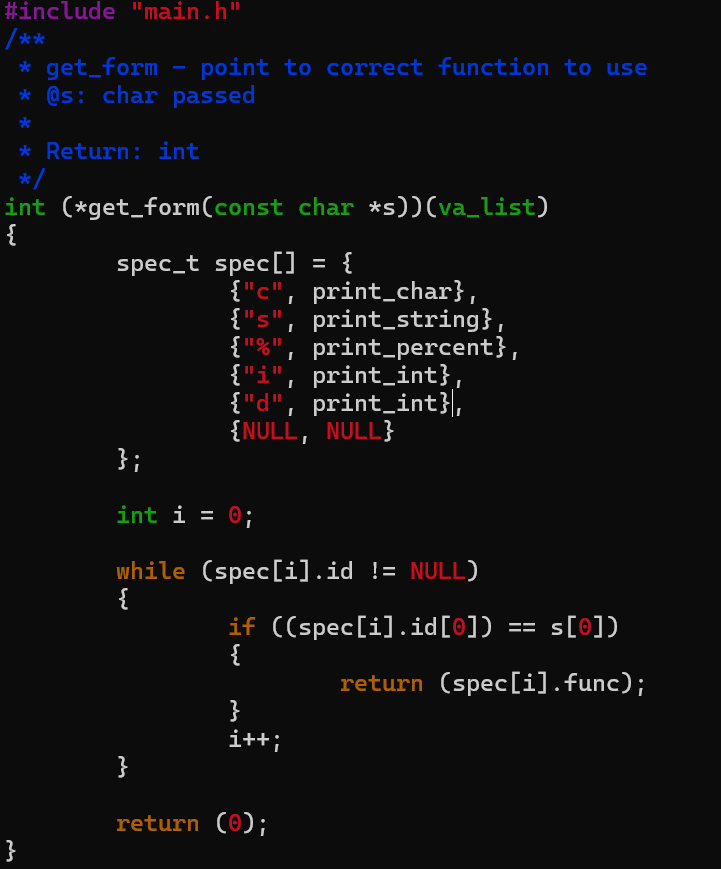 #include "main.h"
/**
 * get_form - point to correct function to use
 * @s: char passed
 *
 * Return: int
 */
int (*get_form(const char *s))(va_list)
{
        spec_t spec[] = {
                {"c", print_char},
                {"s", print_string},
                {"%", print_percent},
                {"i", print_int},
                {"d", print_int},
                {NULL, NULL}
        };

        int i = 0;

        while (spec[i].id != NULL)
        {
                if ((spec[i].id[0]) == s[0])
                {
                        return (spec[i].func);
                }
                i++;
        }

        return (0);
}